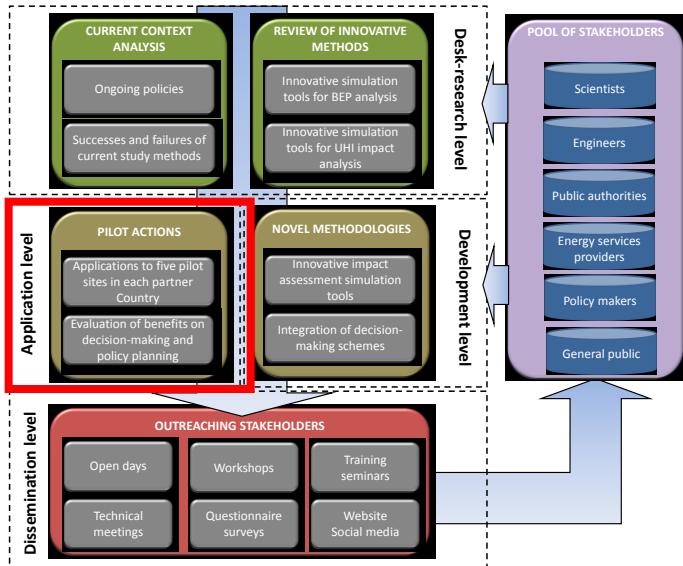 CURRENT CONTEXT
ANALYSIS
Ongoing policies
Successes and failures of
current study methods
REVIEW OF INNOVATIVE
METHODS
Innovative simulation
tools for BEP analysis
Innovative simulation
tools for UHI impact
analysis
Desk-research level
POOL OF STAKEHOLDERS
Scientists
Engineers
Public authorities
Energy services
providers
Policy makers
General public
Application level
PILOT ACTIONS
Applications to five pilot
sites in each partner
Country
Evaluation of benefits on
decision-making and
policy planning
NOVEL METHODOLOGIES
Innovative impact
assessment simulation
tools
Integration of decision-
making schemes
Development level
Dissemination level
OUTREACHING STAKEHOLDERS
Open days
Workshops
Training
seminars
Technical
meetings
Questionnaire
surveys
Website
Social media